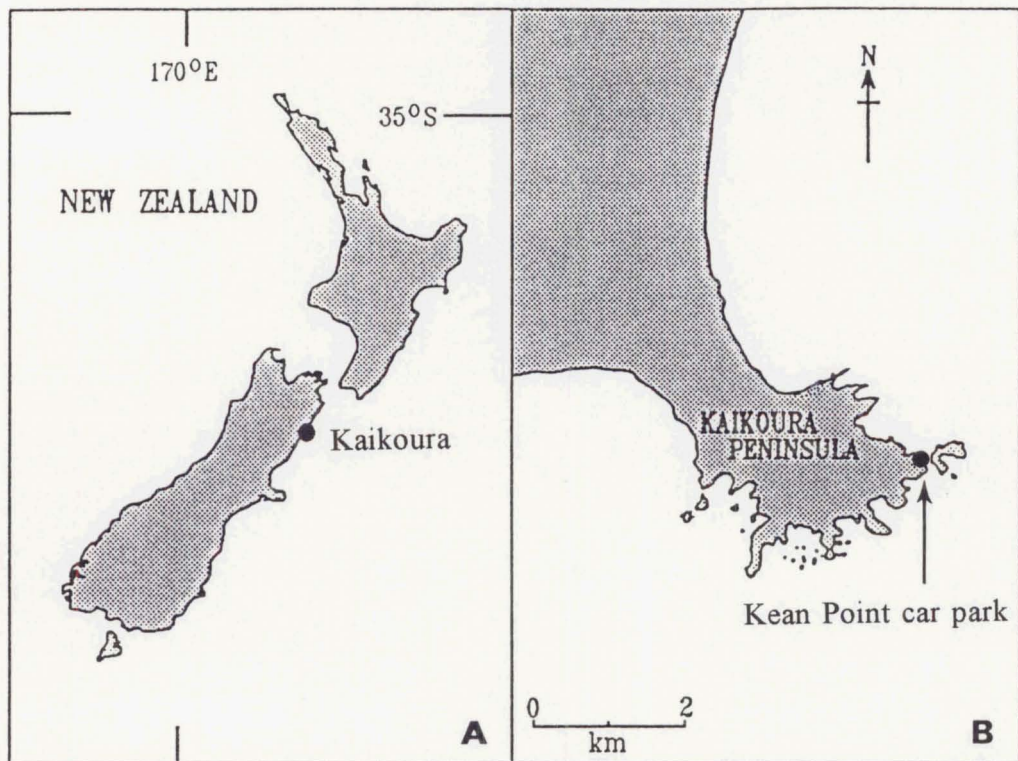 170°E
35°S
NEW ZEALAND
Kaikoura
A
N
KAIKOURA
PENINSULA
Kean Point car park
0 2
km
B